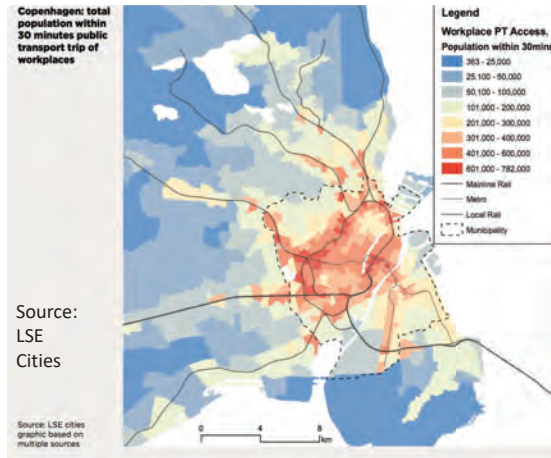 Copenhagen: total
population within
30 minutes public
transport trip of
workplaces
Legend
Workplace PT Access,
Population within 30min
363 - 25,000
25,100 - 50,000
50,100 - 100,000
101,000 - 200,000
201,000 - 300,000
301,000 - 400,000
401,000 - 600,000
601,000 - 782,000
Mainline Rail
Metro
Local Rail
Municipality
Source:
LSE
Cities
Source: LSE cities
graphic based on
multiple sources
0 4 8
km